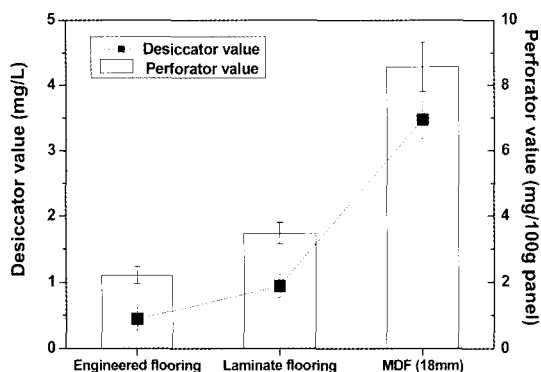 Desiccator value
Perforator value
Desiccator value (mg/L)
5
4
3
2
1
0
Perforator value (mg/100g panel)
10
8
6
4
2
0
Engineered flooring Laminate flooring MDF (18mm)